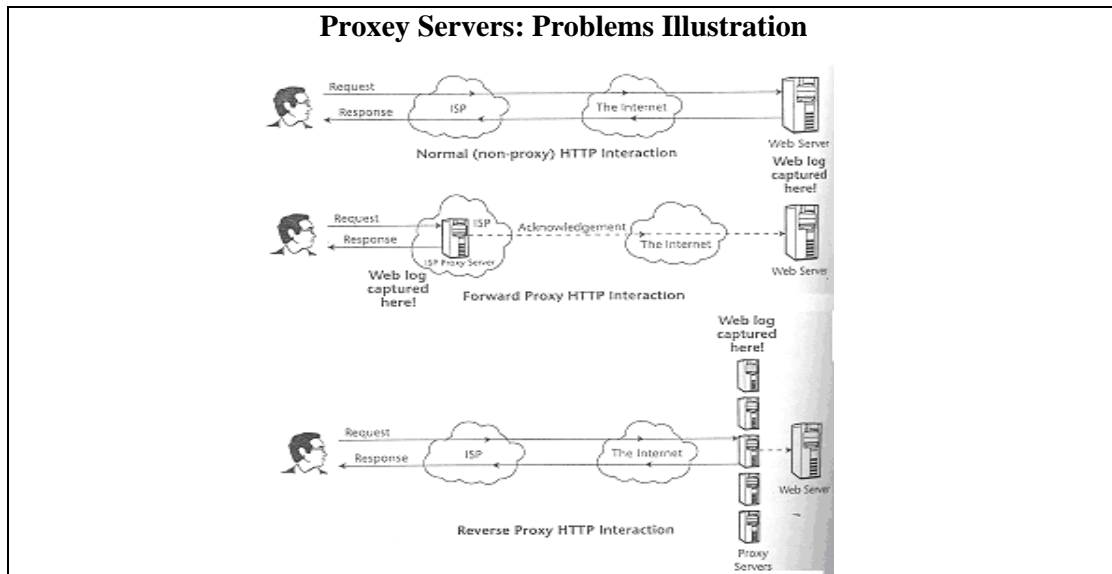 Proxey Servers: Problems Illustration
Request
Response
ISP
The Internet
Web Server
Normal (non-proxy) HTTP Interaction
Web log
captured
here!
Request
Response
ISP
ISP Proxy Server
Acknowledgement
The Internet
Web Server
Web log
captured
here!
Forward Proxy HTTP Interaction
Web log
captured
here!
Request
Response
ISP
The Internet
Web Server
Reverse Proxy HTTP Interaction
Proxy
Servers